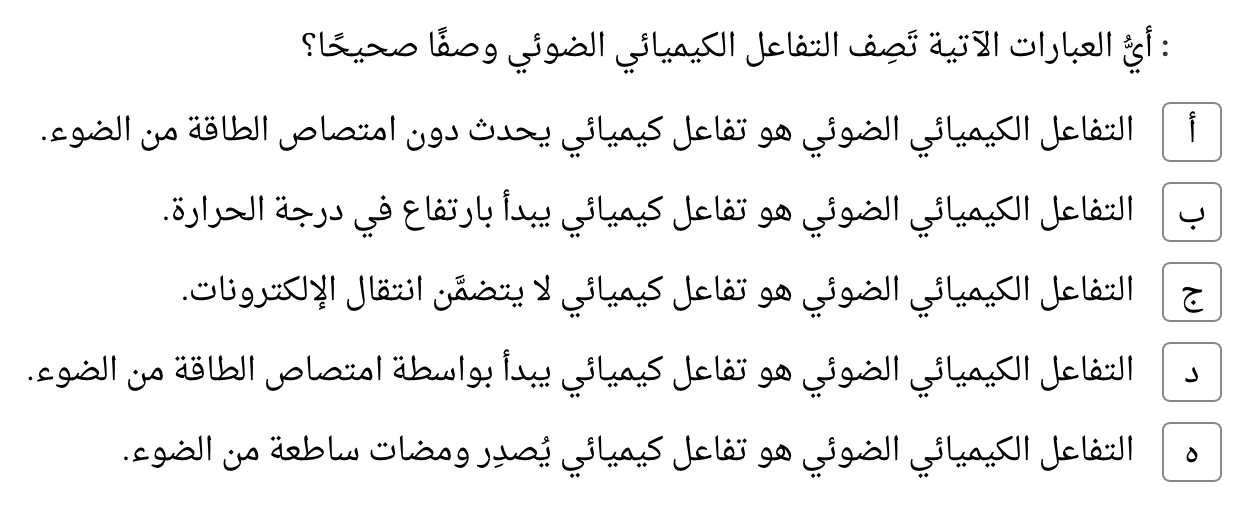 : أيُّ العبارات الآتية تَصِف التفاعل الكيميائي الضوئي وصفًا صحيحًا؟
أ التفاعل الكيميائي الضوئي هو تفاعل كيميائي يحدث دون امتصاص الطاقة من الضوء.
ب التفاعل الكيميائي الضوئي هو تفاعل كيميائي يبدأ بارتفاع في درجة الحرارة.
ج التفاعل الكيميائي الضوئي هو تفاعل كيميائي لا يتضمَّن انتقال الإلكترونات.
د التفاعل الكيميائي الضوئي هو تفاعل كيميائي يبدأ بواسطة امتصاص الطاقة من الضوء.
ه التفاعل الكيميائي الضوئي هو تفاعل كيميائي يُصدِر ومضات ساطعة من الضوء.